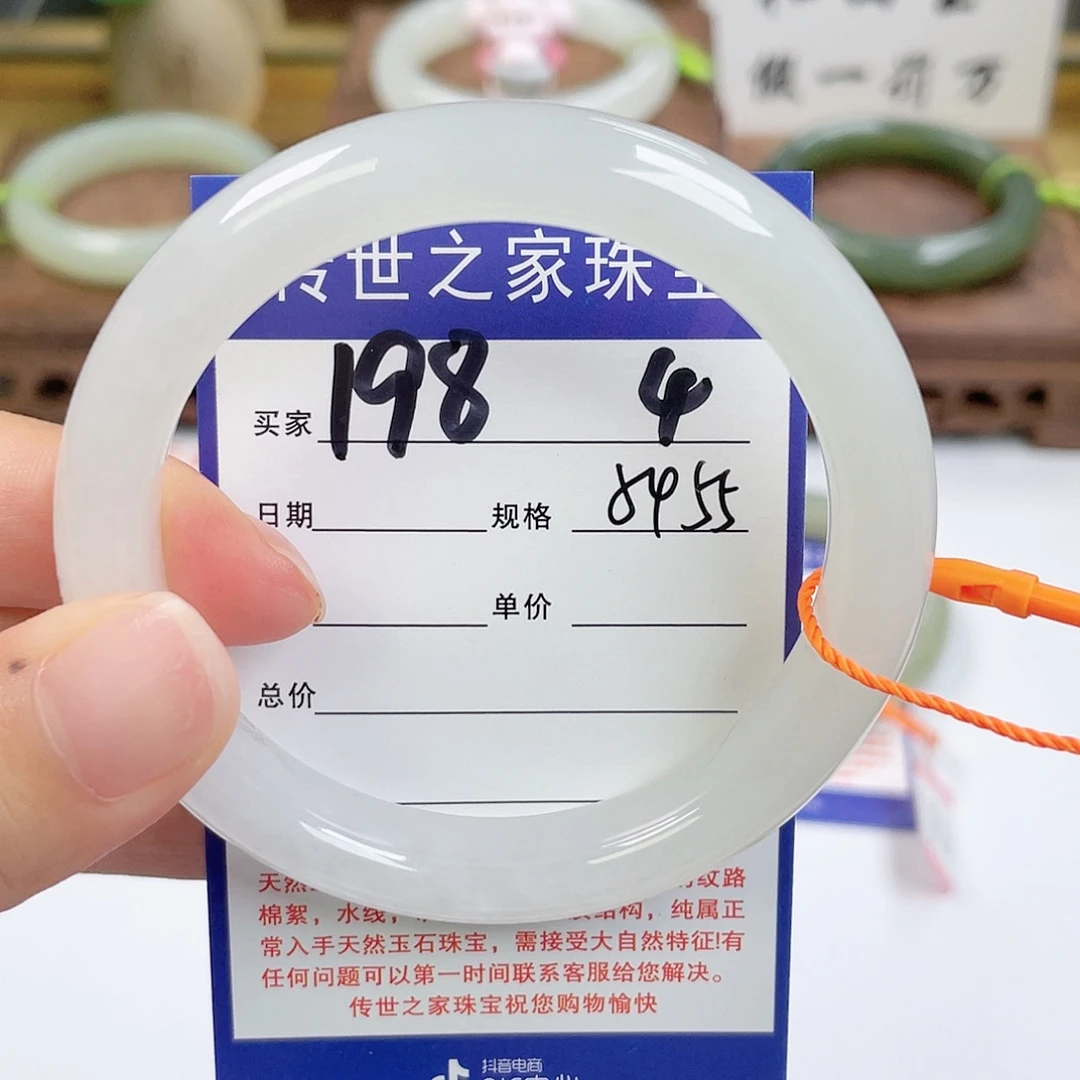 假一赔万
传世之家珠宝
买家 198 4
日期 规格 8455
单价
总价
天然 纹路
棉絮，水线， 结构，纯属正
常入手天然玉石珠宝，需接受大自然特征!有
任何问题可以第一时间联系客服给您解决。
传世之家珠宝祝您购物愉快
抖音电商